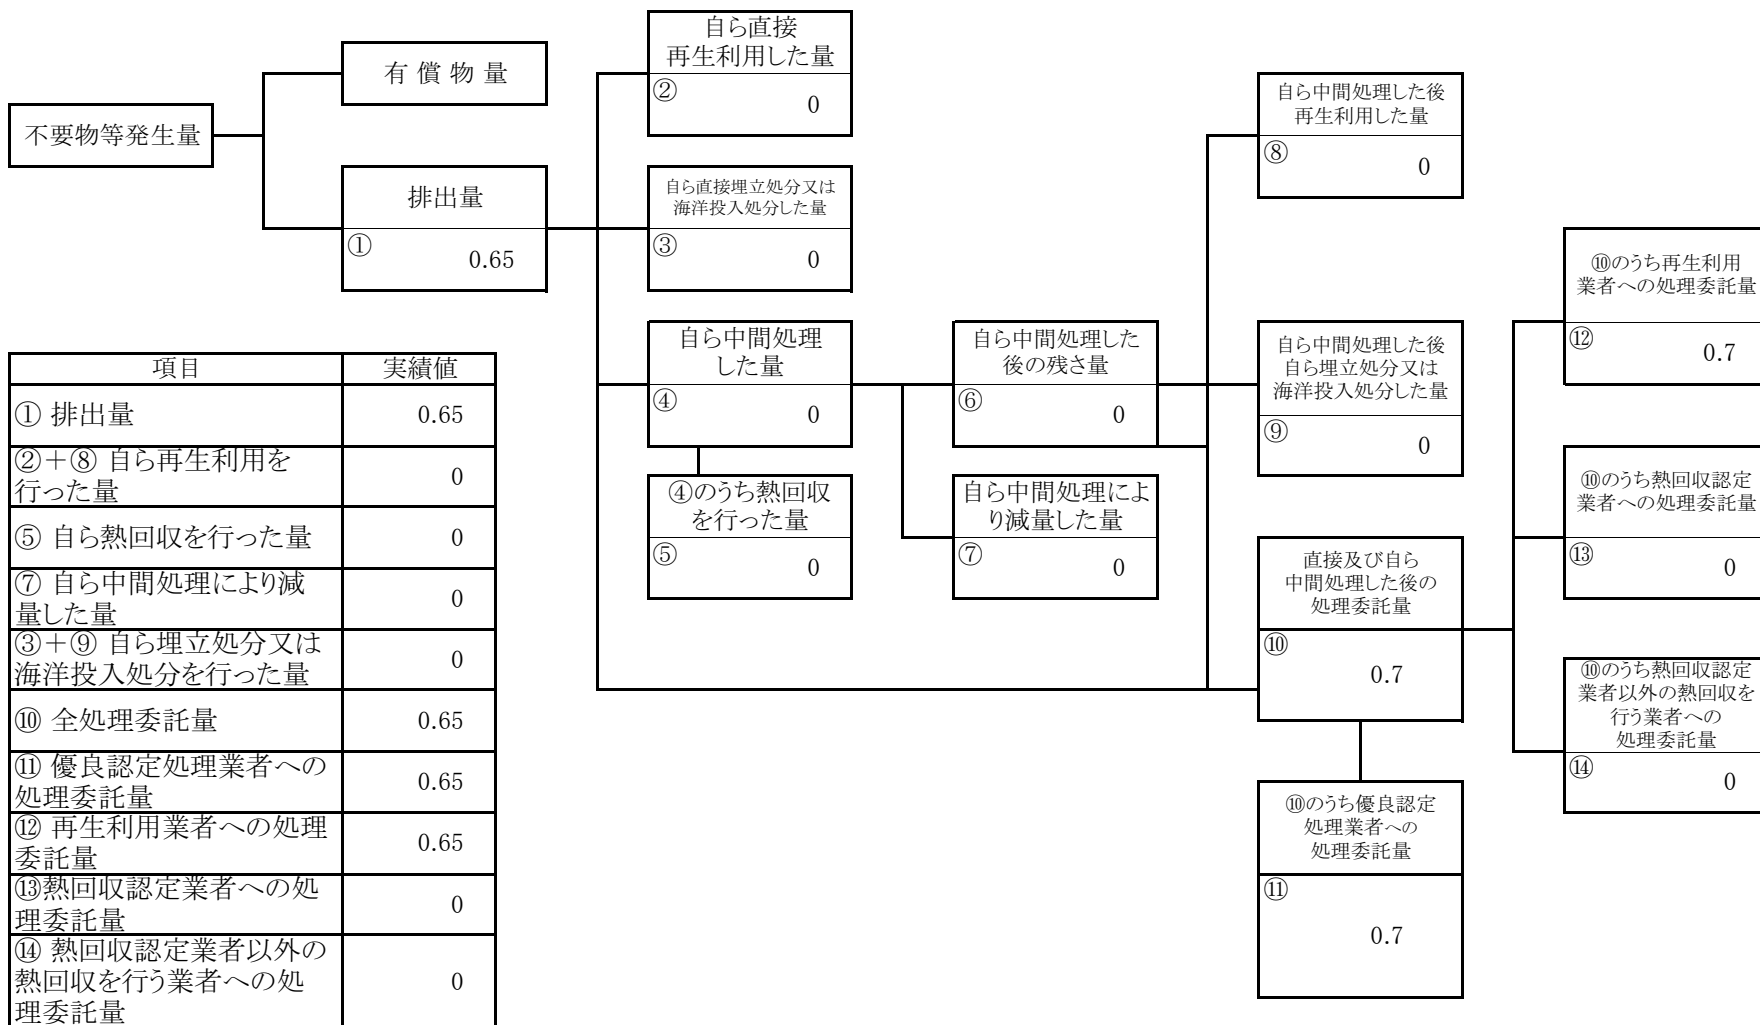 不要物等発生量
有 償 物 量
排出量
①
0.65
自ら直接
再生利用した量
②
0
自ら直接埋立処分又は
海洋投入処分した量
③
0
自ら中間処理
した量
④
0
④のうち熱回収
を行った量
⑤
0
自ら中間処理した
後の残さ量
⑥
0
自ら中間処理によ
り減量した量
⑦
0
自ら中間処理した後
再生利用した量
⑧
0
自ら中間処理した後
自ら埋立処分又は
海洋投入処分した量
⑨
0
直接及び自ら
中間処理した後の
処理委託量
⑩
0.7
⑩のうち優良認定
処理業者への
処理委託量
⑪
0.7
⑩のうち再生利用
業者への処理委託量
⑫
0.7
⑩のうち熱回収認定
業者への処理委託量
⑬
0
⑩のうち熱回収認定
業者以外の熱回収を
行う業者への
処理委託量
⑭
0
項目 実績値
① 排出量 0.65
②＋⑧ 自ら再生利用を
行った量 0
⑤ 自ら熱回収を行った量 0
⑦ 自ら中間処理により減
量した量 0
③＋⑨ 自ら埋立処分又は
海洋投入処分を行った量 0
⑩ 全処理委託量 0.65
⑪ 優良認定処理業者への
処理委託量 0.65
⑫ 再生利用業者への処理
委託量 0.65
⑬熱回収認定業者への処
理委託量 0
⑭ 熱回収認定業者以外の
熱回収を行う業者への処
理委託量 0